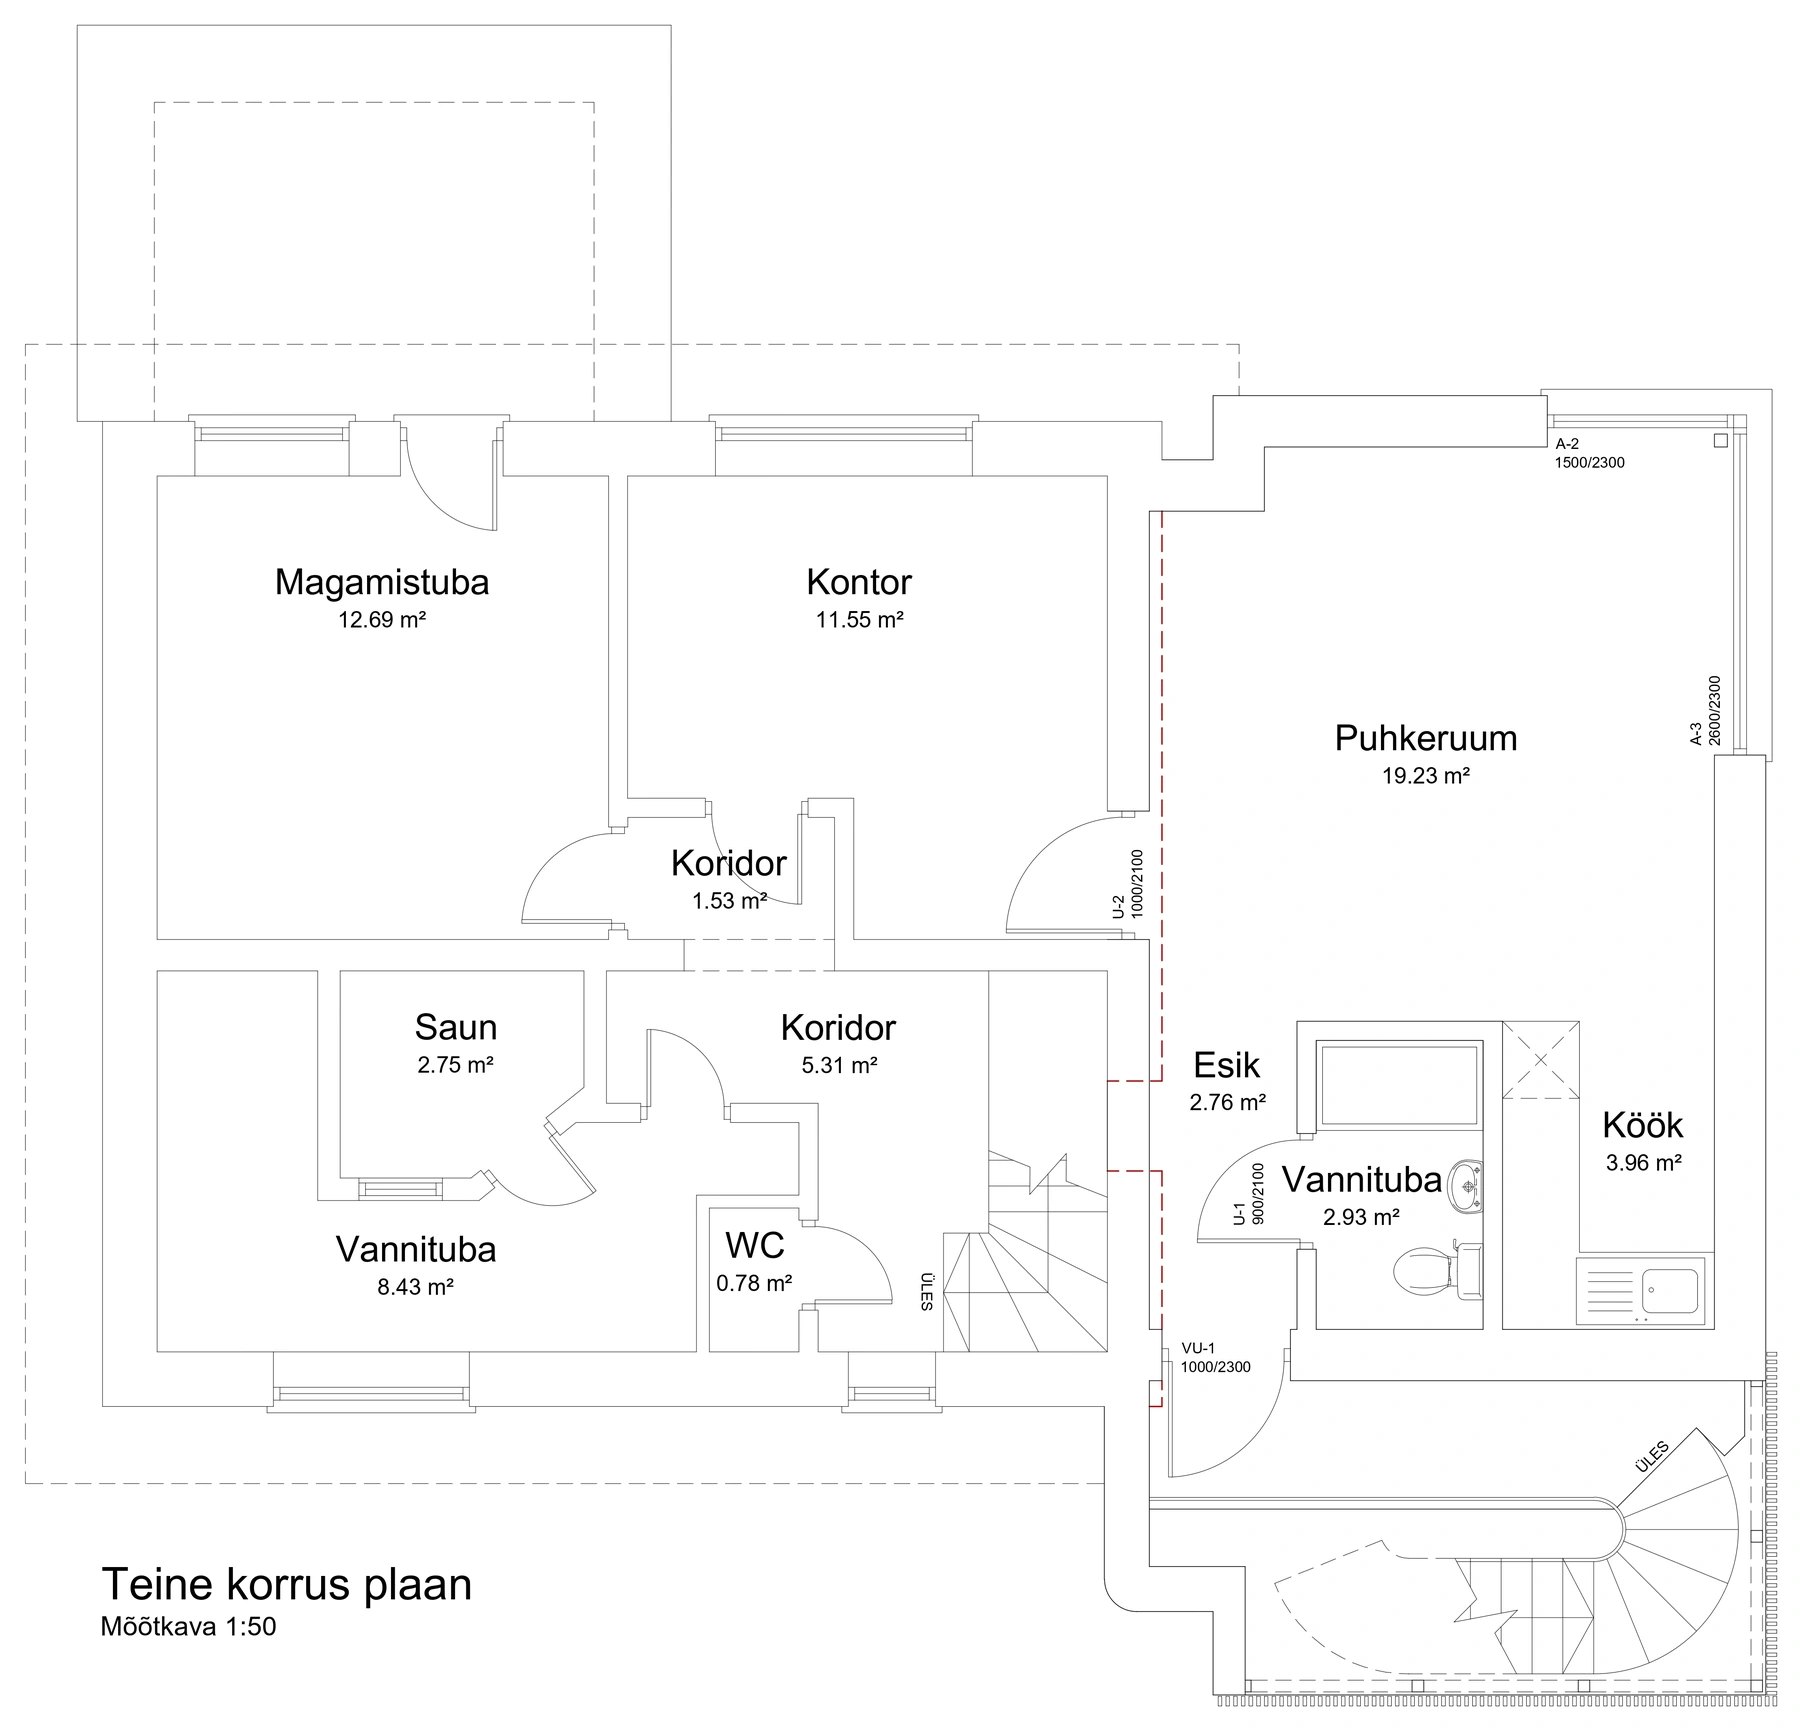 A-2
1500/2300
Magamistuba
12.69 m²
Kontor
11.55 m²
A-3
2600/2300
Puhkeruum
19.23 m²
Koridor
1.53 m²
U-2
1000/2100
Saun
2.75 m²
Koridor
5.31 m²
Esik
2.76 m²
Köök
3.96 m²
Vannituba
2.93 m²
U-1
900/2100
Vannituba
8.43 m²
WC
0.78 m²
ÜLES
VU-1
1000/2300
ÜLES
Teine korrus plaan
Mõõtkava 1:50